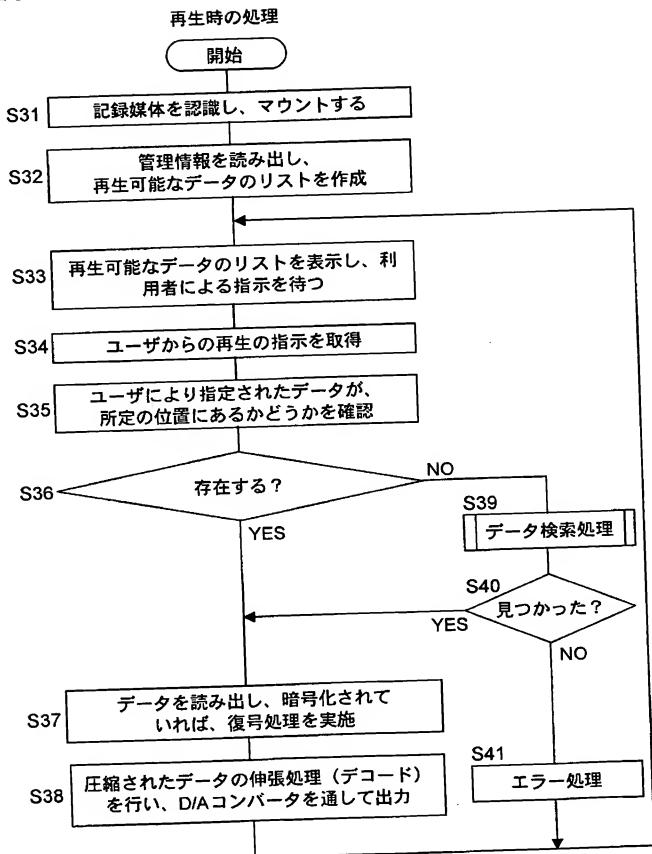 再生時の処理
開始
S31
記録媒体を認識し、マウントする
S32
管理情報を読み出し、
再生可能なデータのリストを作成
S33
再生可能なデータのリストを表示し、利
用者による指示を待つ
S34
ユーザからの再生の指示を取得
S35
ユーザにより指定されたデータが、
所定の位置にあるかどうかを確認
S36
存在する?
NO
YES
S39
データ検索処理
S40
見つかった?
YES
NO
S37
データを読み出し、暗号化されて
いれば、復号処理を実施
S38
圧縮されたデータの伸張処理(デコード)
を行い、D/Aコンバータを通して出力
S41
エラー処理